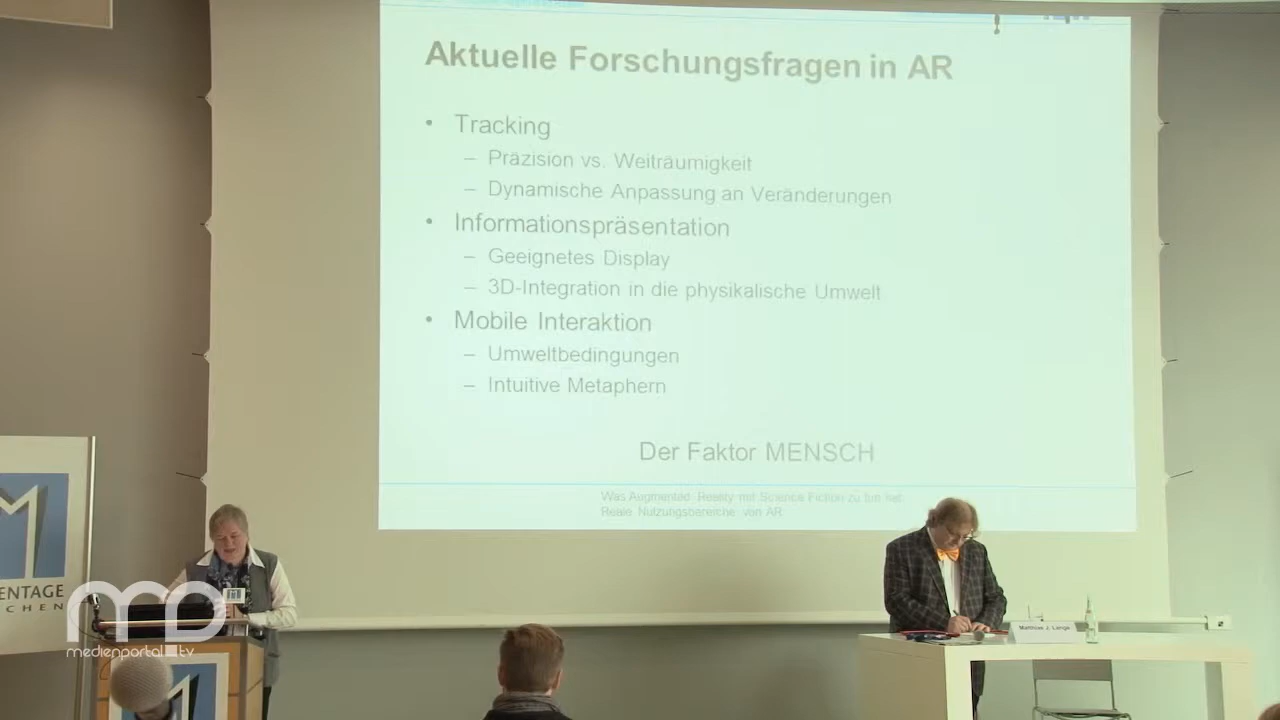 Aktuelle Forschungsfragen in AR
• Tracking
– Präzision vs. Weiträumigkeit
– Dynamische Anpassung an Veränderungen
• Informationspräsentation
– Geeignetes Display
– 3D-Integration in die physikalische Umwelt
• Mobile Interaktion
– Umweltbedingungen
– Intuitive Metaphern
Der Faktor MENSCH
Was Augmented Reality mit Science Fiction zu tun hat
Reale Nutzungsbereiche von AR
M
ENTAGE
CHEN
medienportal.tv
Matthias J. Lange